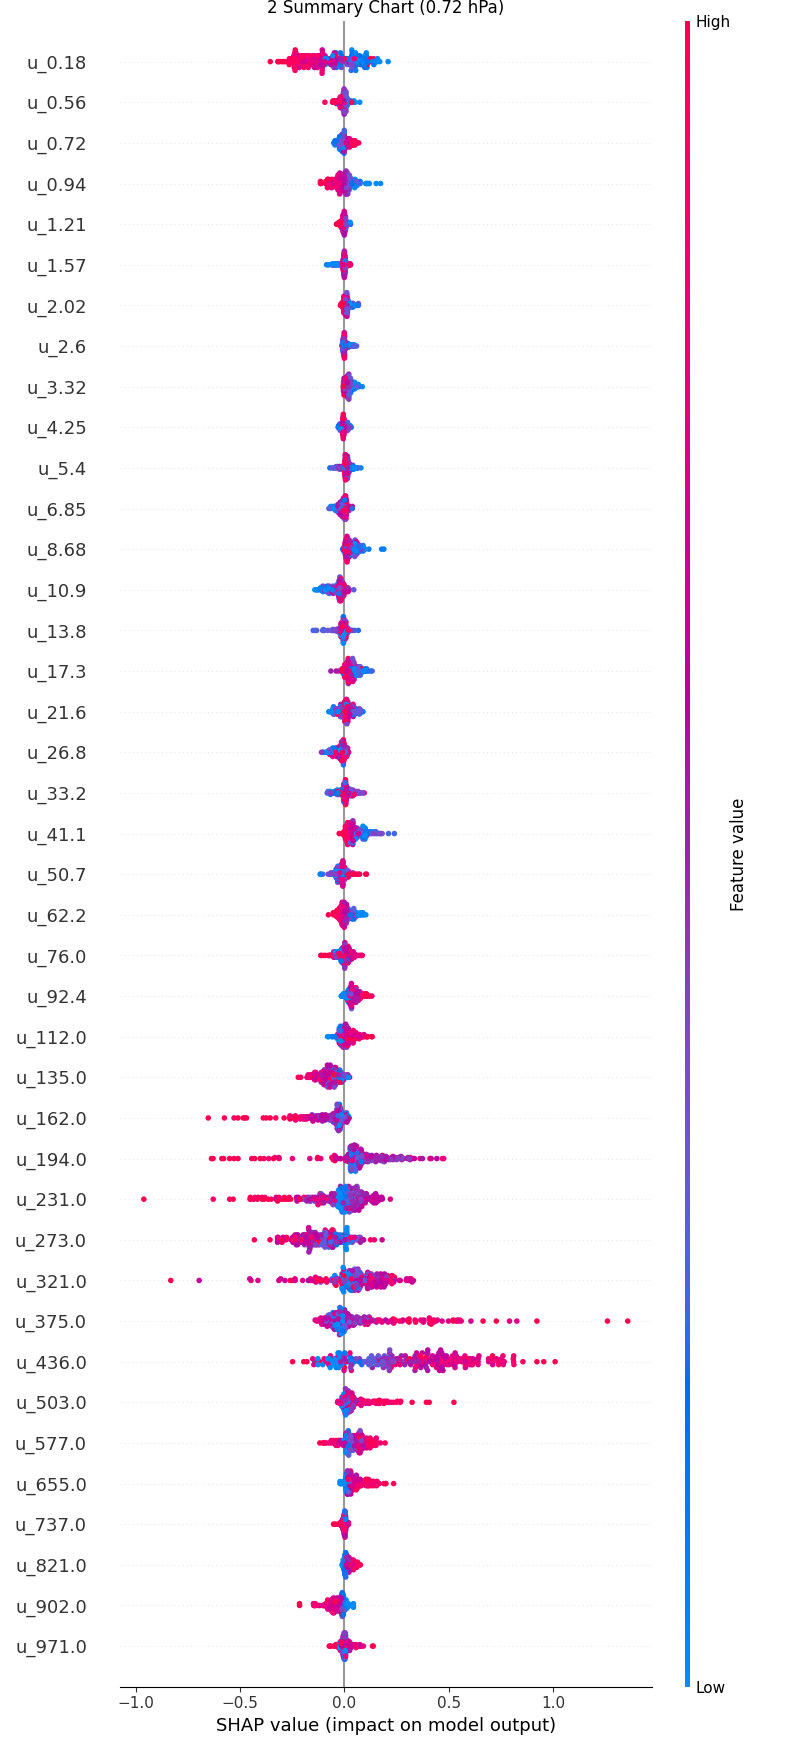 2 Summary Chart (0.72 hPa)
High
u_0.18
u_0.56
u_0.72
u_0.94
u_1.21
u_1.57
u_2.02
u_2.6
u_3.32
u_4.25
u_5.4
u_6.85
u_8.68
u_10.9
u_13.8
u_17.3
u_21.6
u_26.8
u_33.2
u_41.1
u_50.7
u_62.2
u_76.0
u_92.4
u_112.0
u_135.0
u_162.0
u_194.0
u_231.0
u_273.0
u_321.0
u_375.0
u_436.0
u_503.0
u_577.0
u_655.0
u_737.0
u_821.0
u_902.0
u_971.0
Feature value
Low
−1.0 −0.5 0.0 0.5 1.0
SHAP value (impact on model output)